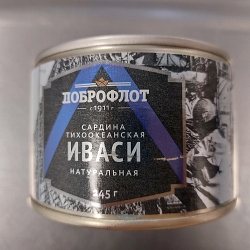 ДОБРОФЛОТ
с 1911 г
САРДИНА
ТИХООКЕАНСКАЯ
ИВАСИ
НАТУРАЛЬНАЯ
245 г